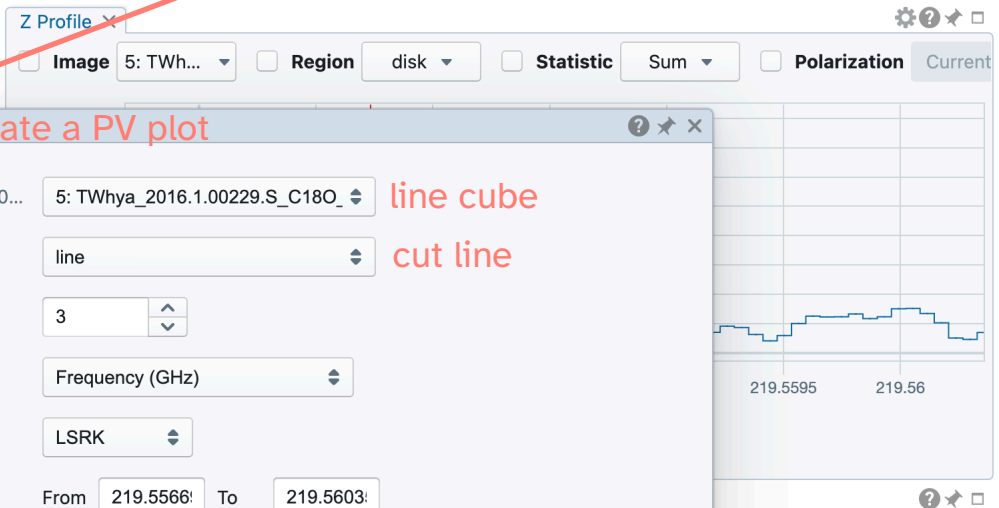 Z Profile
Image 5: TWh... Region disk Statistic Sum Polarization Current
ate a PV plot
0... 5: TWhya_2016.1.00229.S_C18O_ line cube
line cut line
3
Frequency (GHz)
219.5595 219.56
LSRK
From 219.5566 To 219.5603